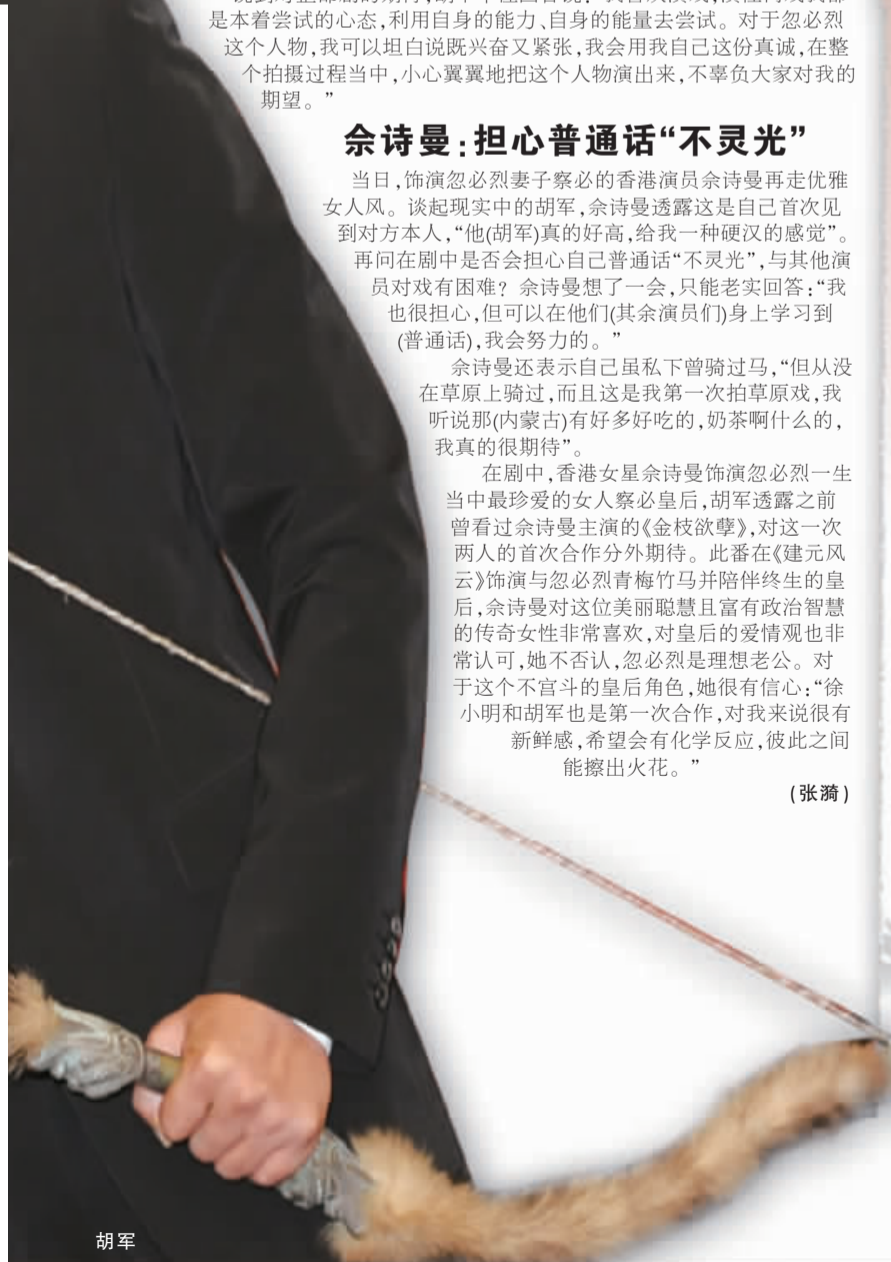 是本着尝试的心态,利用自身的能力、自身的能量去尝试。对于忽必烈
这个人物,我可以坦白说既兴奋又紧张,我会用我自己这份真诚,在整
个拍摄过程当中,小心翼翼地把这个人物演出来,不辜负大家对我的
期望。”
佘诗曼:担心普通话“不灵光”
当日,饰演忽必烈妻子察必的香港演员佘诗曼再走优雅
女人风。谈起现实中的胡军,佘诗曼透露这是自己首次见
到对方本人,“他(胡军)真的好高,给我一种硬汉的感觉”。
再问在剧中是否会担心自己普通话“不灵光”,与其他演
员对戏有困难?佘诗曼想了一会,只能老实回答:“我
也很担心,但可以在他们(其余演员们)身上学习到
(普通话),我会努力的。”
佘诗曼还表示自己虽私下曾骑过马,“但从没
在草原上骑过,而且这是我第一次拍草原戏,我
听说那(内蒙古)有好多好吃的,奶茶啊什么的,
我真的很期待”。
在剧中,香港女星佘诗曼饰演忽必烈一生
当中最珍爱的女人察必皇后,胡军透露之前
曾看过佘诗曼主演的《金枝欲孽》,对这一次
两人的首次合作分外期待。此番在《建元风
云》饰演与忽必烈青梅竹马并陪伴终生的皇
后,佘诗曼对这位美丽聪慧且富有政治智慧
的传奇女性非常喜欢,对皇后的爱情观也非
常认可,她不否认,忽必烈是理想老公。对
于这个不宫斗的皇后角色,她很有信心:“徐
小明和胡军也是第一次合作,对我来说很有
新鲜感,希望会有化学反应,彼此之间
能擦出火花。”
(张漪)
胡军